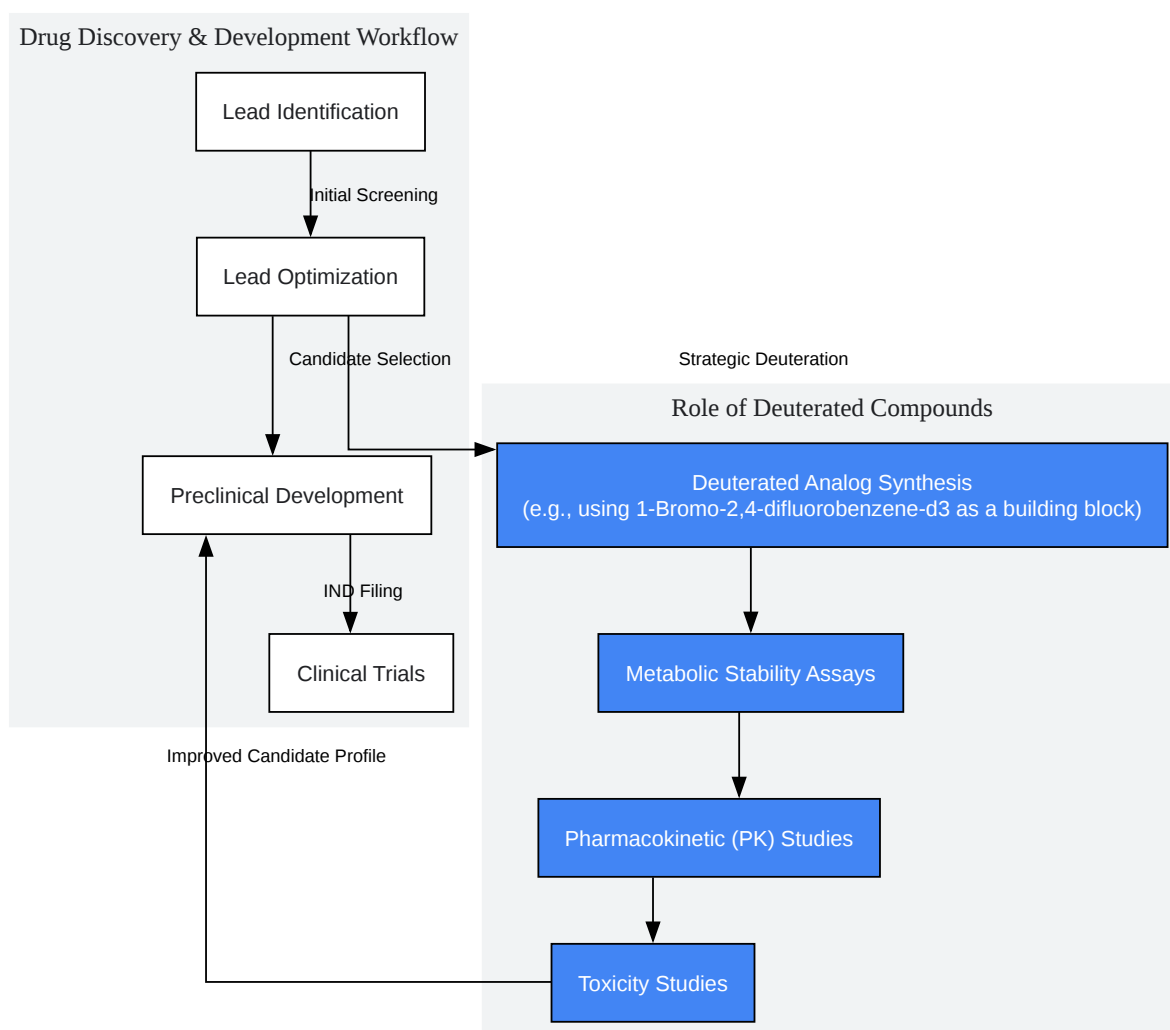 Drug Discovery & Development Workflow
Lead Identification
Initial Screening
Lead Optimization
Candidate Selection
Strategic Deuteration
Role of Deuterated Compounds
Preclinical Development
Deuterated Analog Synthesis
(e.g., using 1-Bromo-2,4-difluorobenzene-d3 as a building block)
IND Filing
Clinical Trials
Metabolic Stability Assays
Improved Candidate Profile
Pharmacokinetic (PK) Studies
Toxicity Studies